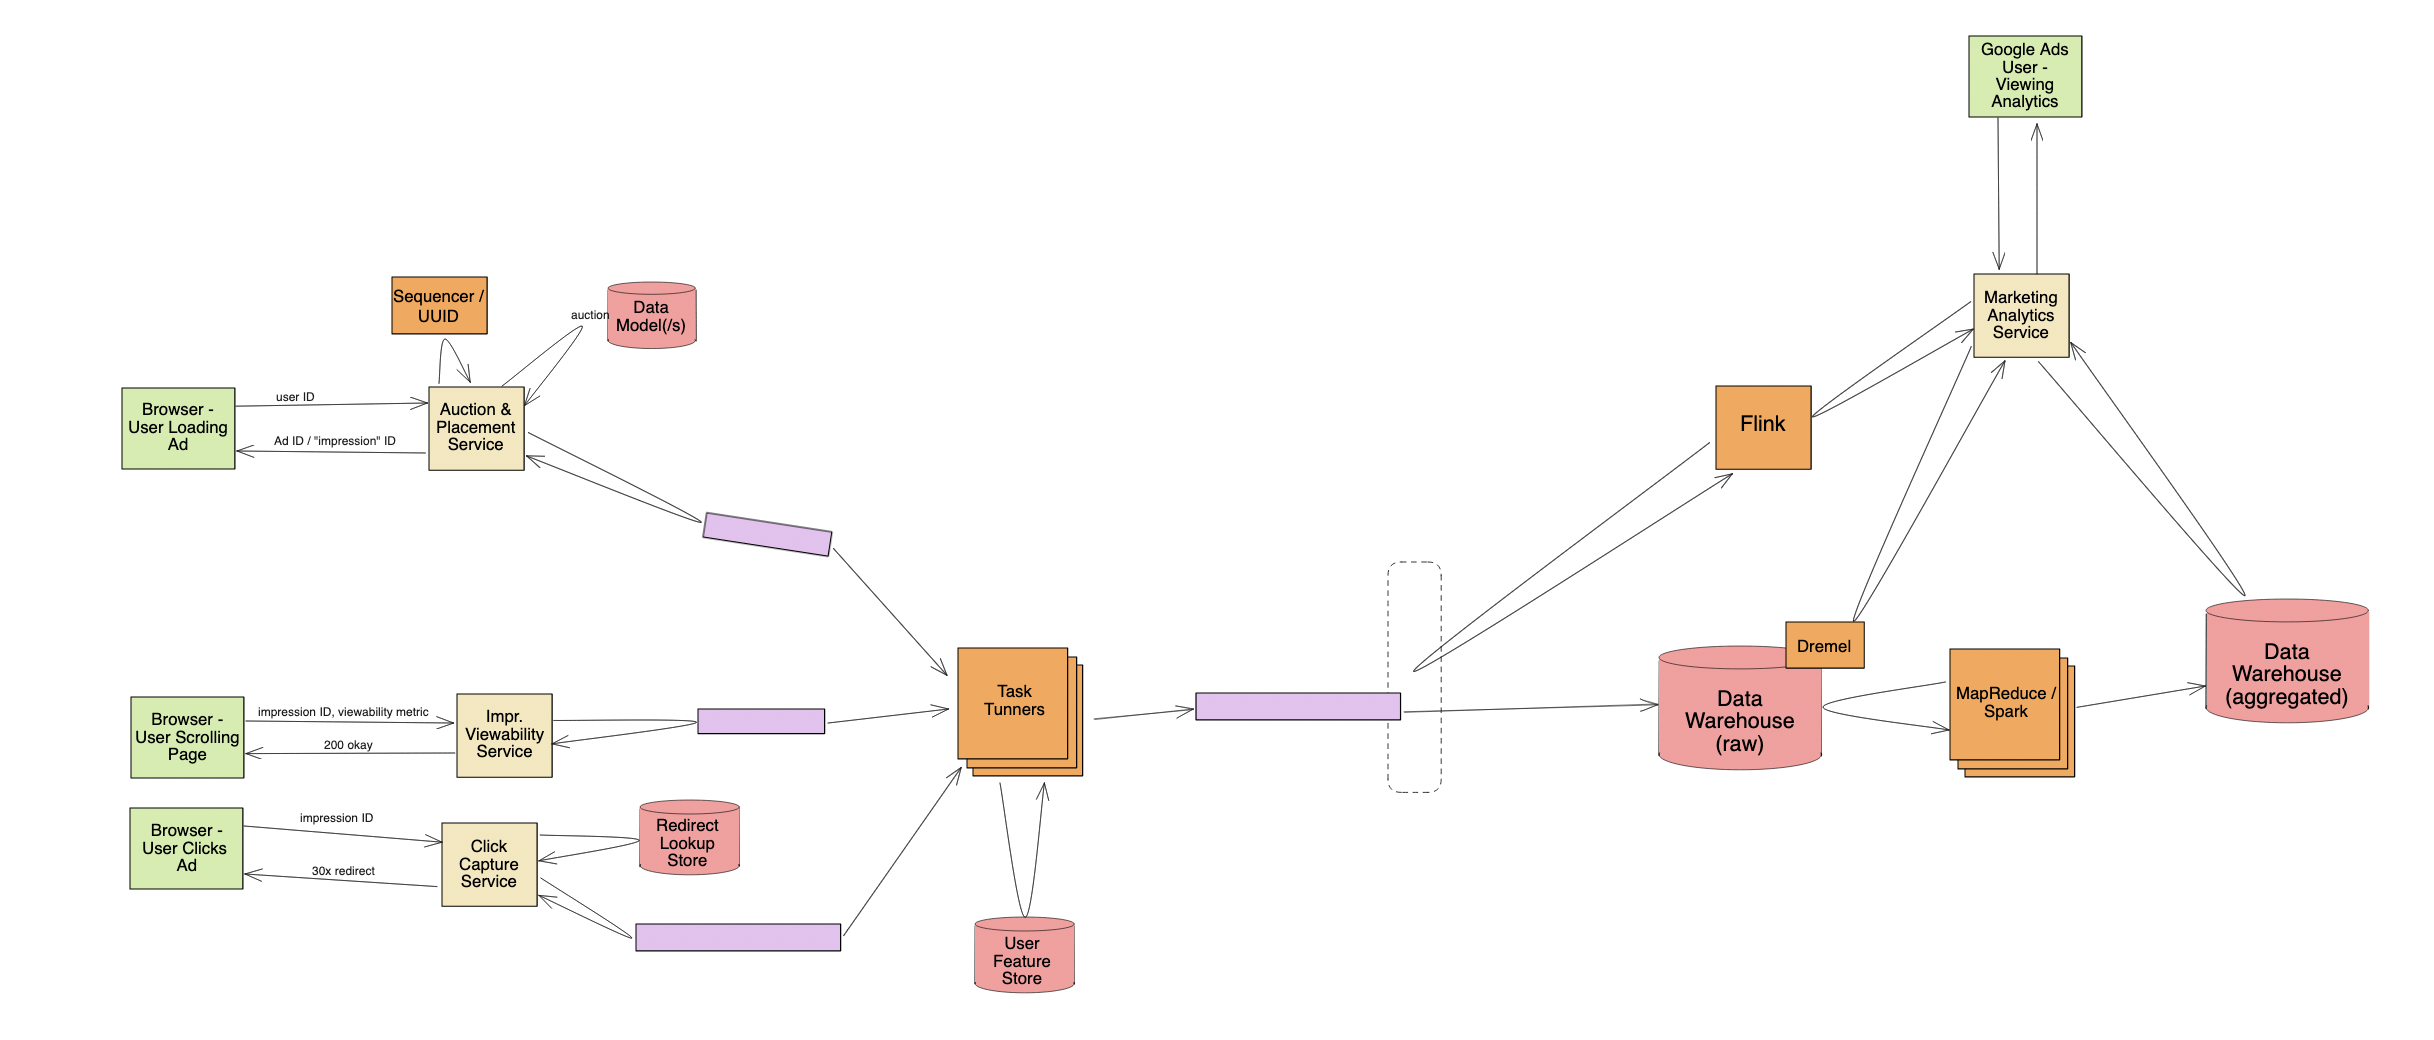 Google Ads
User -
Viewing
Analytics
Sequencer /
UUID
auction
Data
Model(/s)
Marketing
Analytics
Service
Browser -
User Loading
Ad
user ID
Ad ID / "impression" ID
Auction &
Placement
Service
Flink
Browser -
User Scrolling
Page
impression ID, viewability metric
200 okay
Impr.
Viewability
Service
Task
Tunners
Data
Warehouse
(raw)
Dremel
MapReduce /
Spark
Data
Warehouse
(aggregated)
Browser -
User Clicks
Ad
impression ID
30x redirect
Click
Capture
Service
Redirect
Lookup
Store
User
Feature
Store